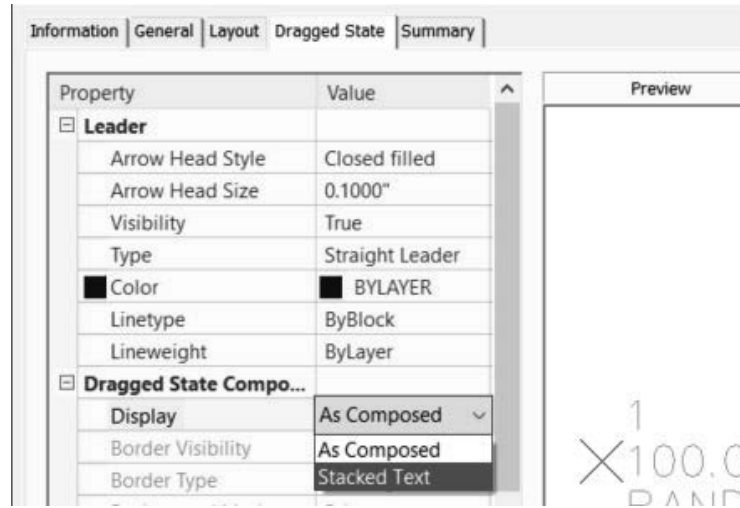 Information General Layout Dragged State Summary
Property Value
Leader
Arrow Head Style Closed filled
Arrow Head Size 0.1000"
Visibility True
Type Straight Leader
Color BYLAYER
Linetype ByBlock
Lineweight ByLayer
Dragged State Compo...
Display As Composed
Border Visibility As Composed
Border Type Stacked Text
Preview
1
100.0